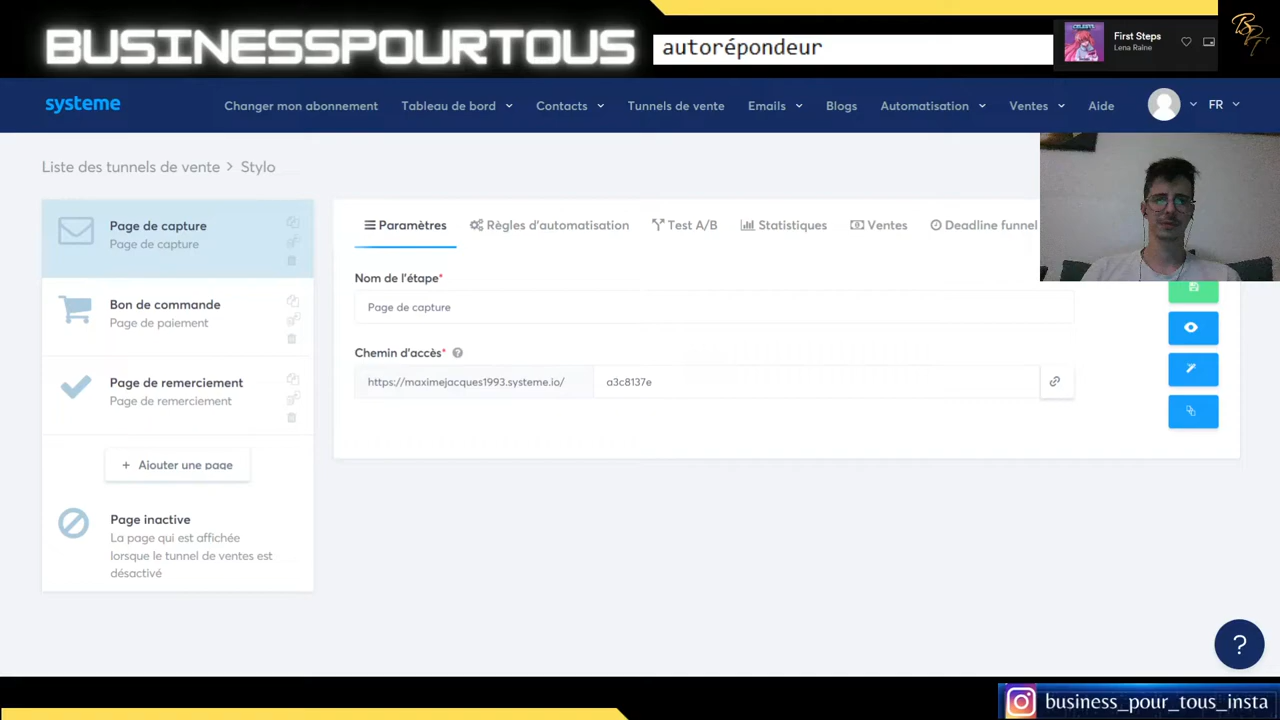 BUSINESSPOURTOUS
autorépondeur
First Steps
Lena Raine
systeme
Changer mon abonnement
Tableau de bord
Contacts
Tunnels de vente
Emails
Blogs
Automatisation
Ventes
Aide
FR
Liste des tunnels de vente > Stylo
Page de capture
Page de capture
Bon de commande
Page de paiement
Page de remerciement
Page de remerciement
+ Ajouter une page
Page inactive
La page qui est affichée
lorsque le tunnel de ventes est
désactivé
Paramètres
Règles d'automatisation
Test A/B
Statistiques
Ventes
Deadline funnel
Nom de l'étape*
Page de capture
Chemin d'accès* ?
https://maximejacques1993.systeme.io/
a3c8137e
?
business_pour_tous_insta